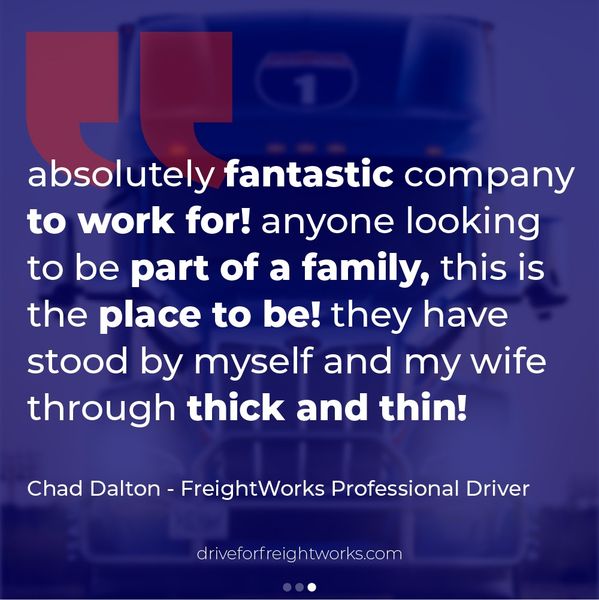 1
absolutely fantastic company
to work for! anyone looking
to be part of a family, this is
the place to be! they have
stood by myself and my wife
through thick and thin!
Chad Dalton - FreightWorks Professional Driver
driveforfreightworks.com